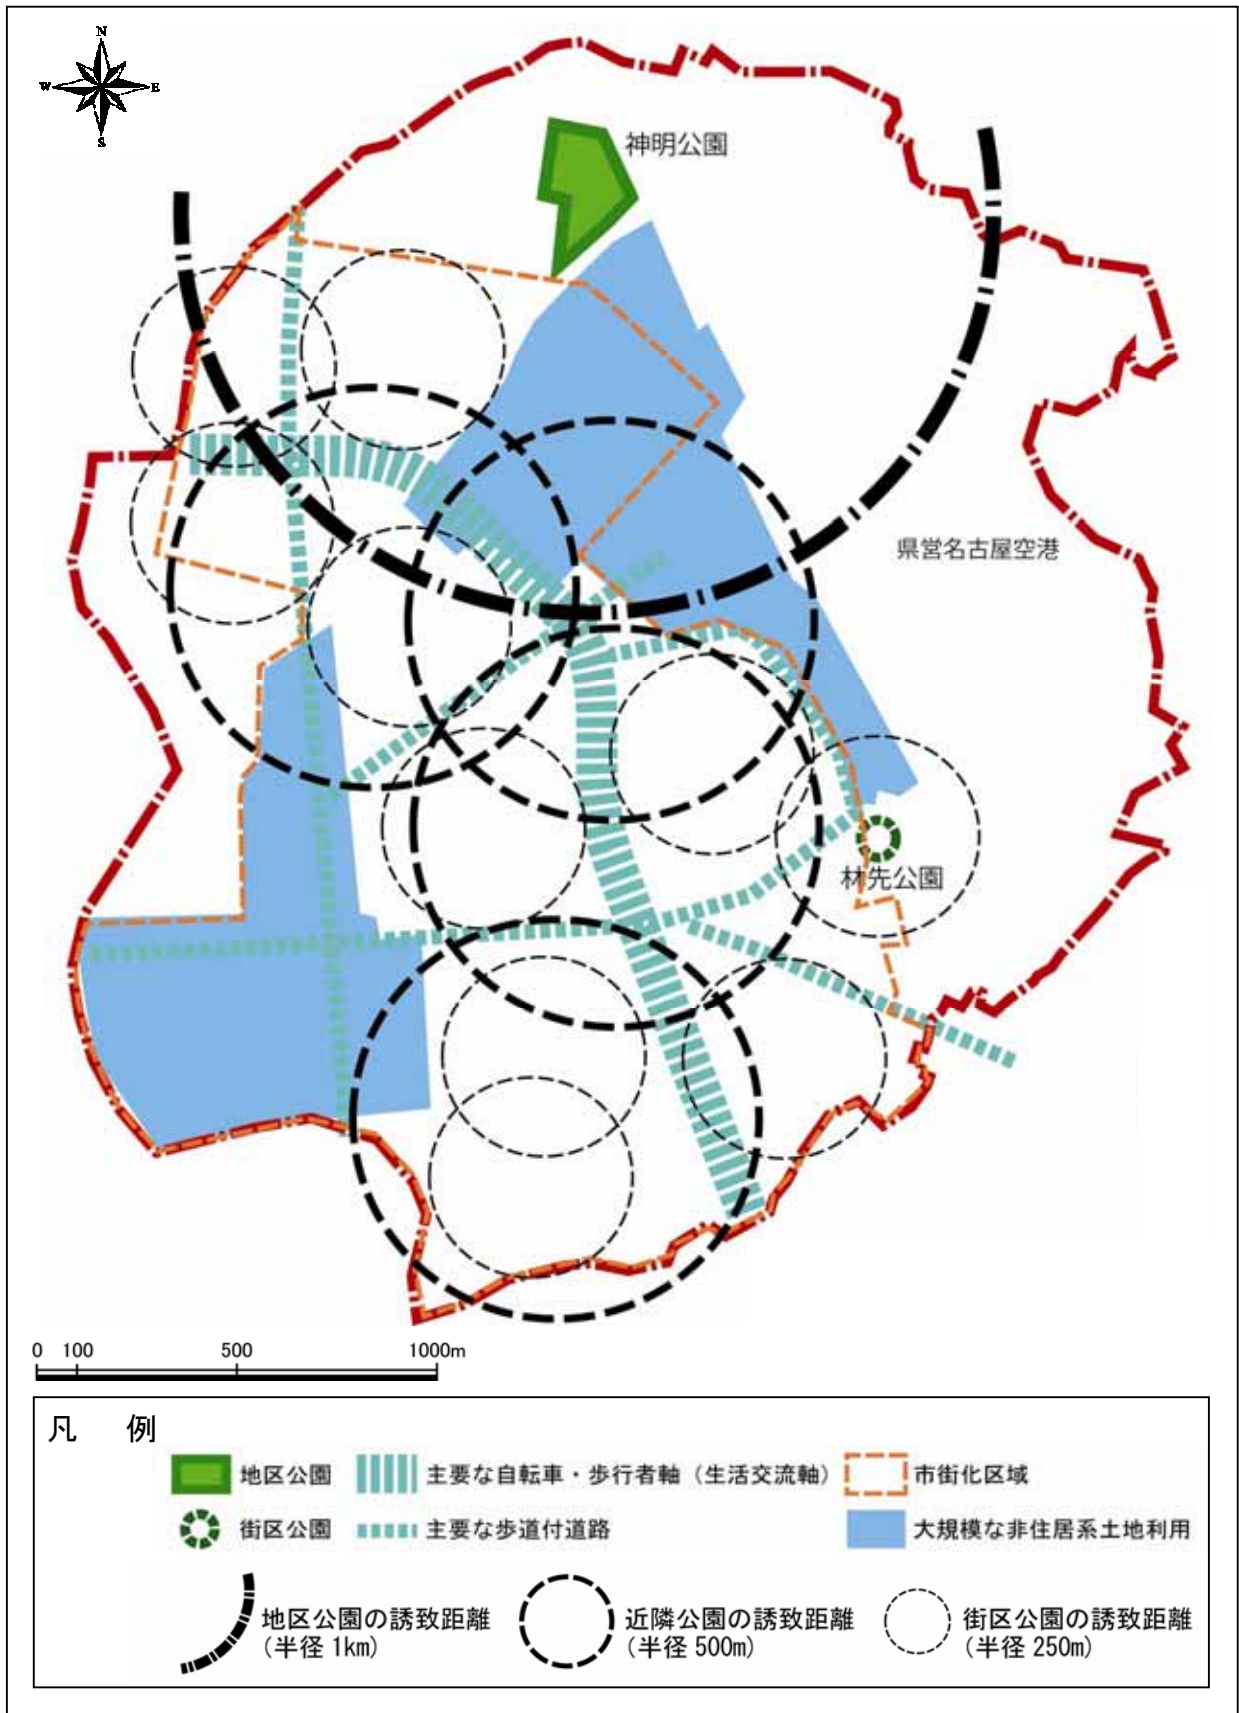 N
W
E
S
神明公園
県営名古屋空港
林先公園
0 100 500 1000m
凡 例
地区公園
主要な自転車・歩行者軸（生活交流軸）
市街化区域
街区公園
主要な歩道付道路
大規模な非住居系土地利用
地区公園の誘致距離
（半径 1km）
近隣公園の誘致距離
（半径 500m）
街区公園の誘致距離
（半径 250m）